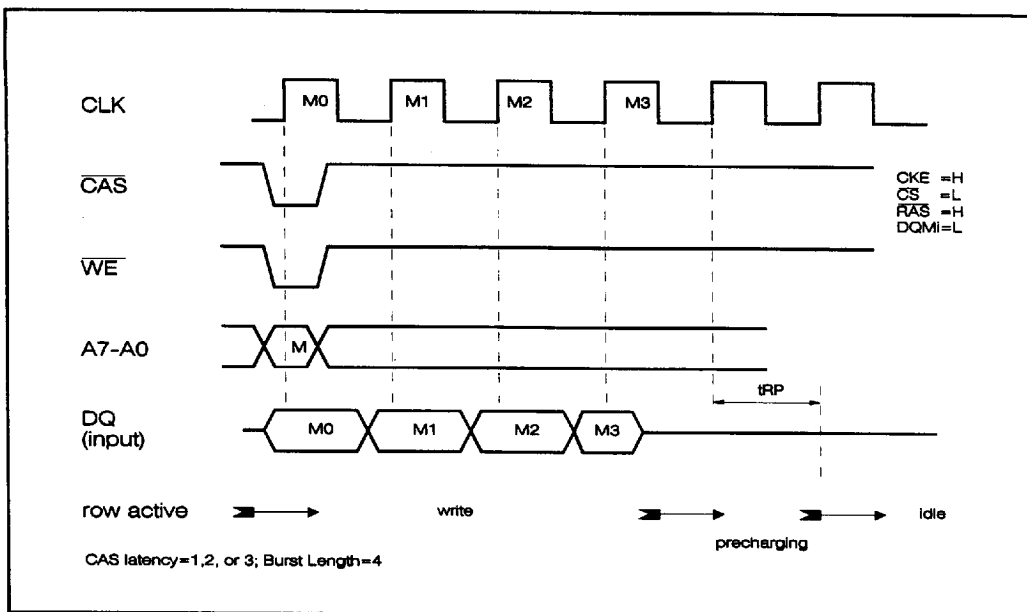 CLK M0 M1 M2 M3
CAS
CKE =H
CS =L
RAS =H
DQMi=L
WE
A7-A0 M
tRP
DQ
(input) M0 M1 M2 M3
row active write idle
precharging
CAS latency=1,2, or 3; Burst Length=4